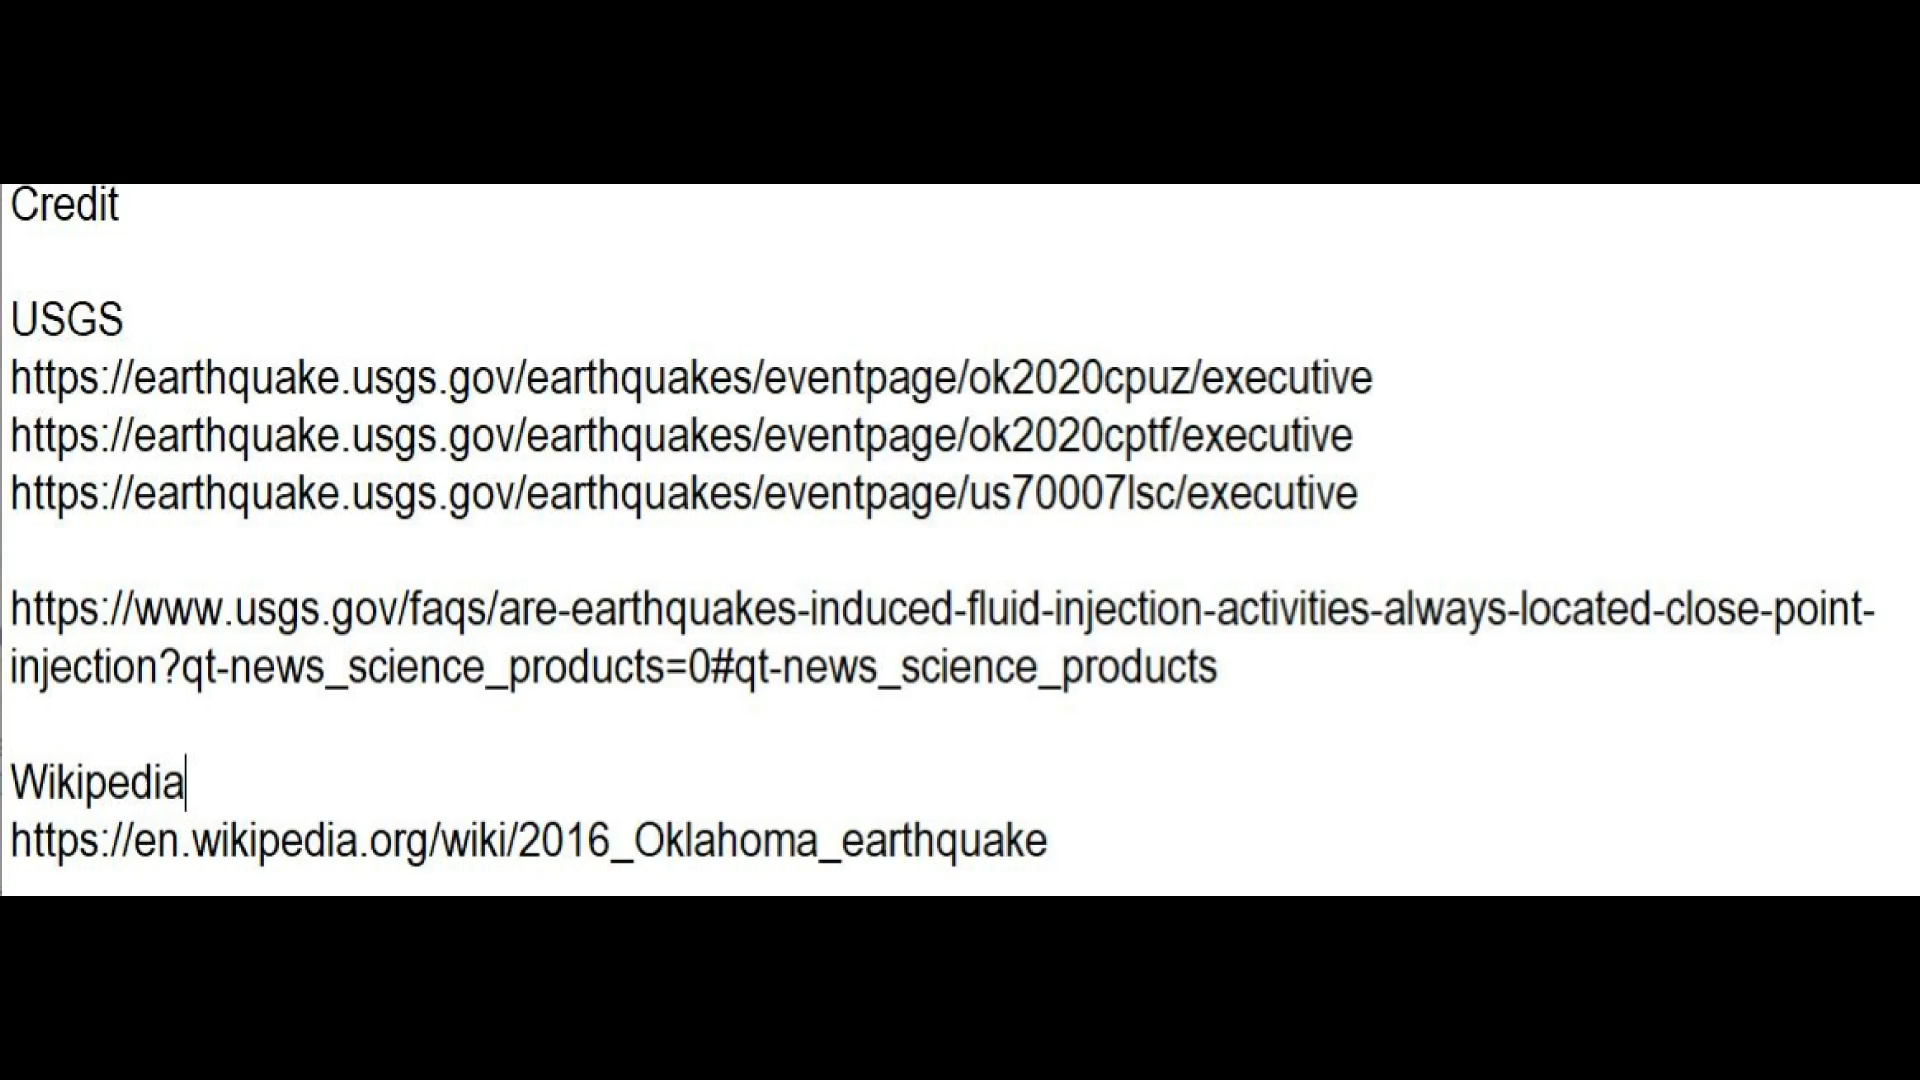 Credit
USGS
https://earthquake.usgs.gov/earthquakes/eventpage/ok2020cpuz/executive
https://earthquake.usgs.gov/earthquakes/eventpage/ok2020cptf/executive
https://earthquake.usgs.gov/earthquakes/eventpage/us70007lsc/executive
https://www.usgs.gov/faqs/are-earthquakes-induced-fluid-injection-activities-always-located-close-point-
injection?qt-news_science_products=0#qt-news_science_products
Wikipedia
https://en.wikipedia.org/wiki/2016_Oklahoma_earthquake